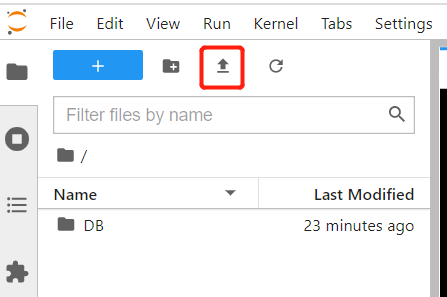 File Edit View Run Kernel Tabs Settings
Filter files by name
/
Name Last Modified
DB 23 minutes ago